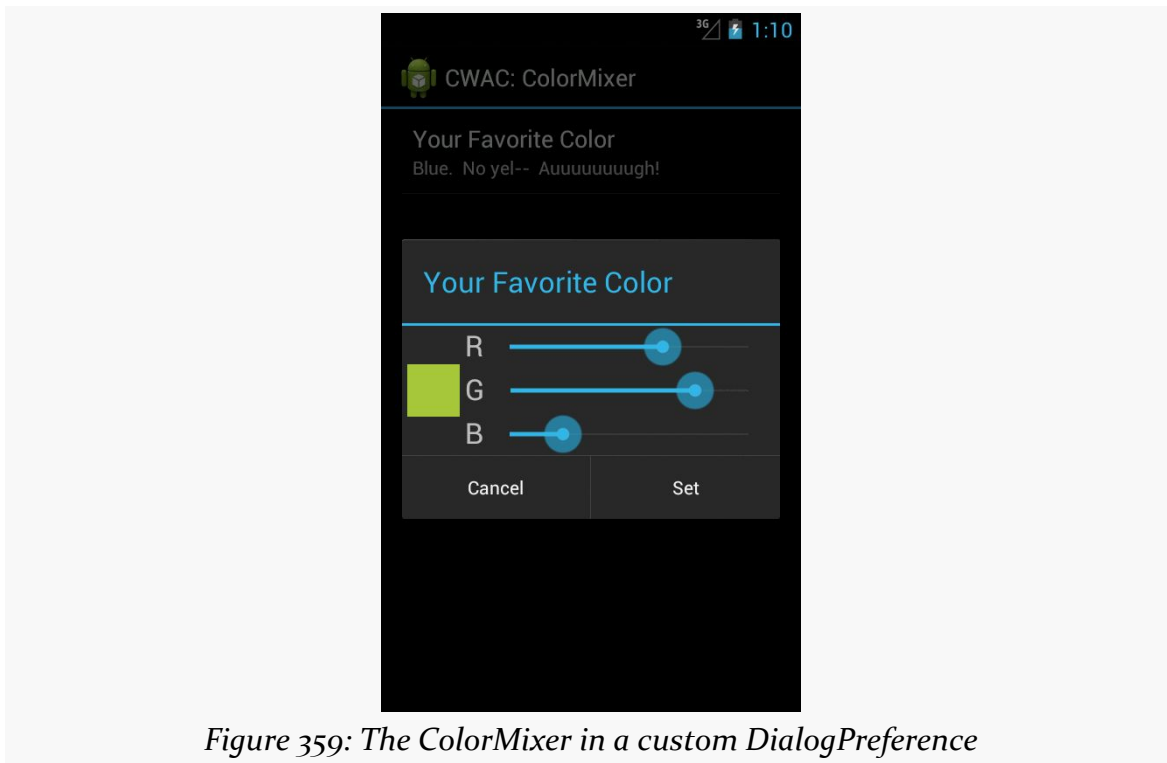 3G 1:10
CWAC: ColorMixer
Your Favorite Color
Blue. No yel-- Auuuuuuuugh!
Your Favorite Color
R
G
B
Cancel Set
Figure 359: The ColorMixer in a custom DialogPreference